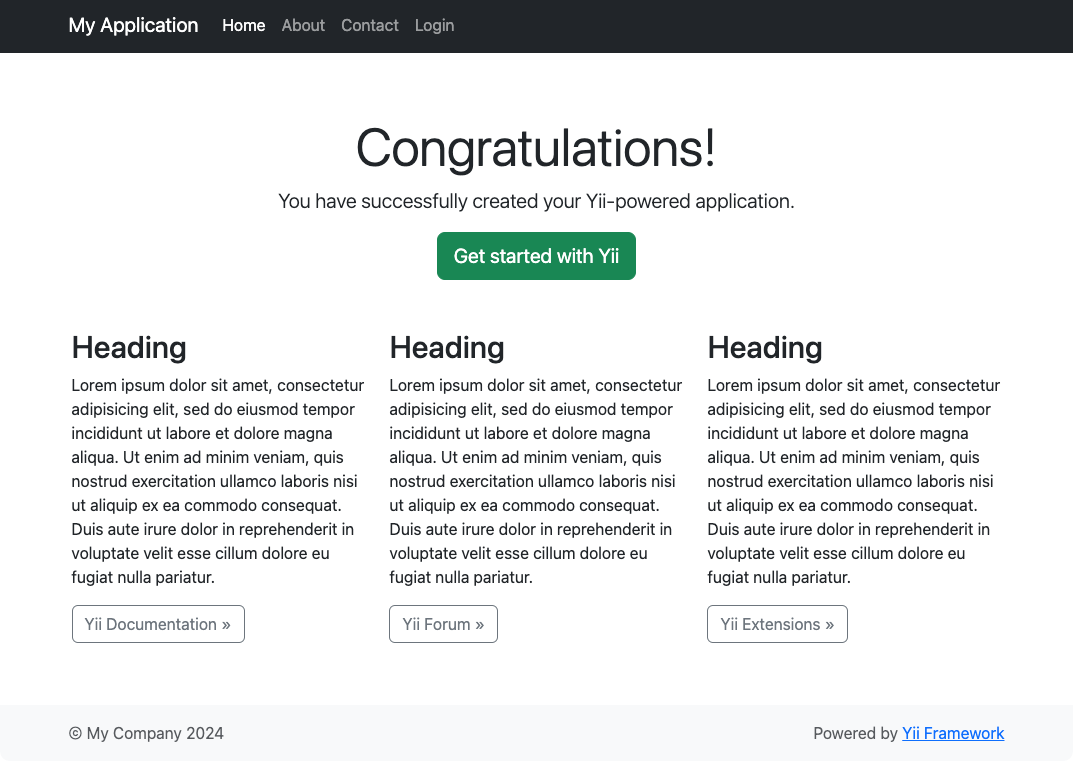 My Application Home About Contact Login
Congratulations!
You have successfully created your Yii-powered application.
Get started with Yii
Heading
Lorem ipsum dolor sit amet, consectetur
adipisicing elit, sed do eiusmod tempor
incididunt ut labore et dolore magna
aliqua. Ut enim ad minim veniam, quis
nostrud exercitation ullamco laboris nisi
ut aliquip ex ea commodo consequat.
Duis aute irure dolor in reprehenderit in
voluptate velit esse cillum dolore eu
fugiat nulla pariatur.
Yii Documentation »
Heading
Lorem ipsum dolor sit amet, consectetur
adipisicing elit, sed do eiusmod tempor
incididunt ut labore et dolore magna
aliqua. Ut enim ad minim veniam, quis
nostrud exercitation ullamco laboris nisi
ut aliquip ex ea commodo consequat.
Duis aute irure dolor in reprehenderit in
voluptate velit esse cillum dolore eu
fugiat nulla pariatur.
Yii Forum »
Heading
Lorem ipsum dolor sit amet, consectetur
adipisicing elit, sed do eiusmod tempor
incididunt ut labore et dolore magna
aliqua. Ut enim ad minim veniam, quis
nostrud exercitation ullamco laboris nisi
ut aliquip ex ea commodo consequat.
Duis aute irure dolor in reprehenderit in
voluptate velit esse cillum dolore eu
fugiat nulla pariatur.
Yii Extensions »
© My Company 2024
Powered by Yii Framework